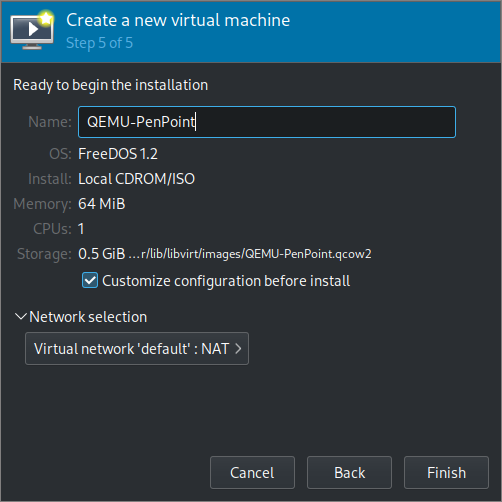 Create a new virtual machine
Step 5 of 5
Ready to begin the installation
Name: QEMU-PenPoint
OS: FreeDOS 1.2
Install: Local CDROM/ISO
Memory: 64 MiB
CPUs: 1
Storage: 0.5 GiB ...r/lib/libvirt/images/QEMU-PenPoint.qcow2
Customize configuration before install
Network selection
Virtual network 'default' : NAT
Cancel Back Finish